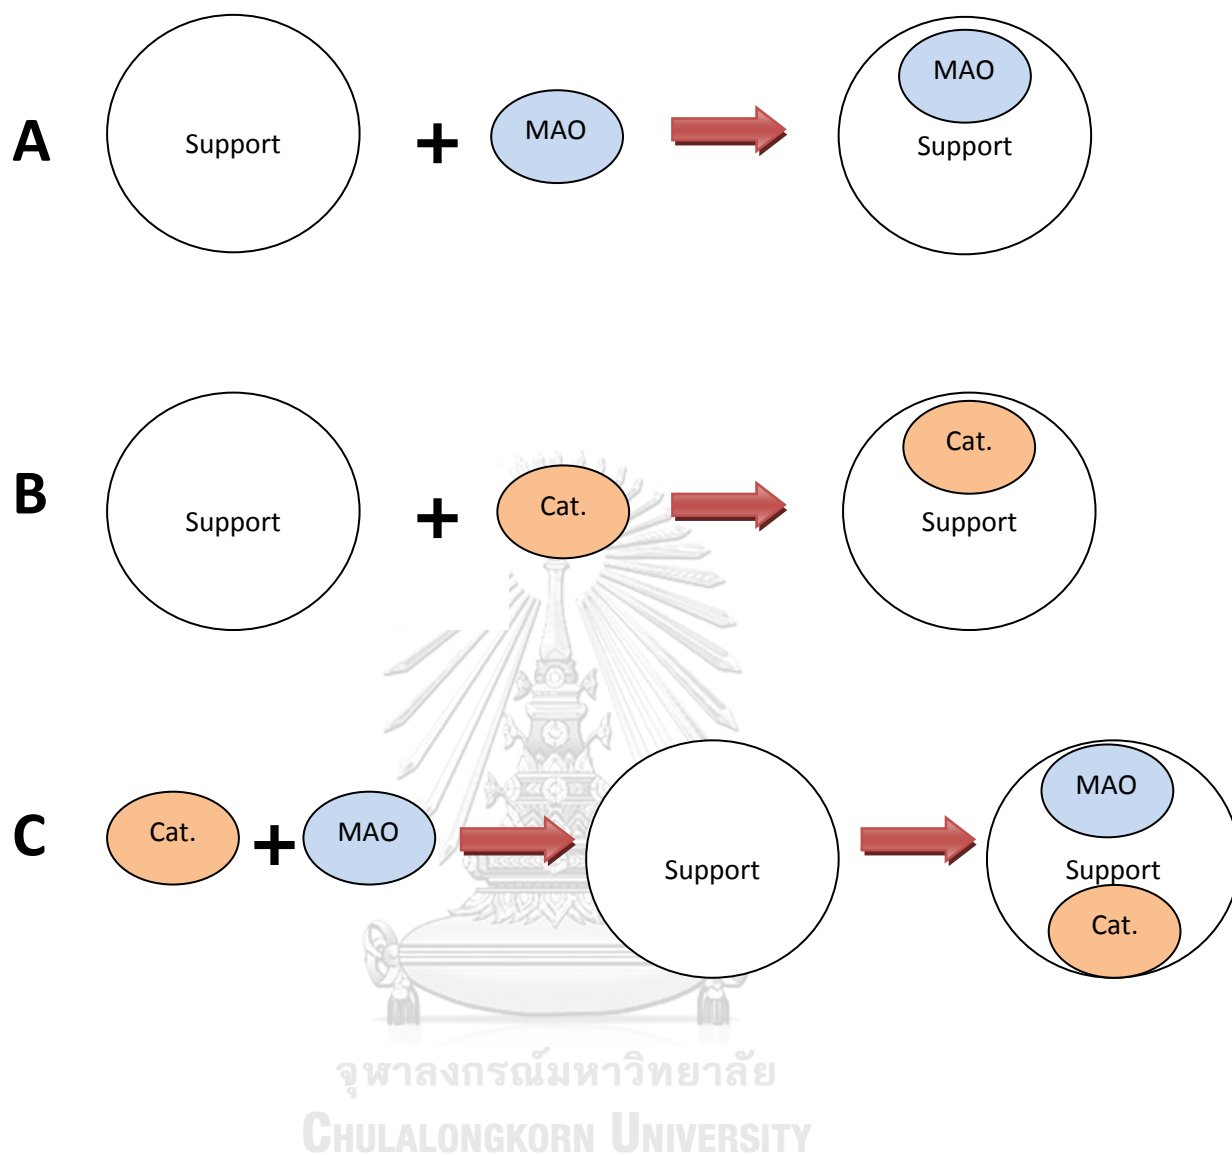 A Support + MAO MAO Support
B Support + Cat. Cat. Support
C Cat. + MAO Support MAO Support Cat.
จุฬาลงกรณ์มหาวิทยาลัย
CHULALONGKORN UNIVERSITY